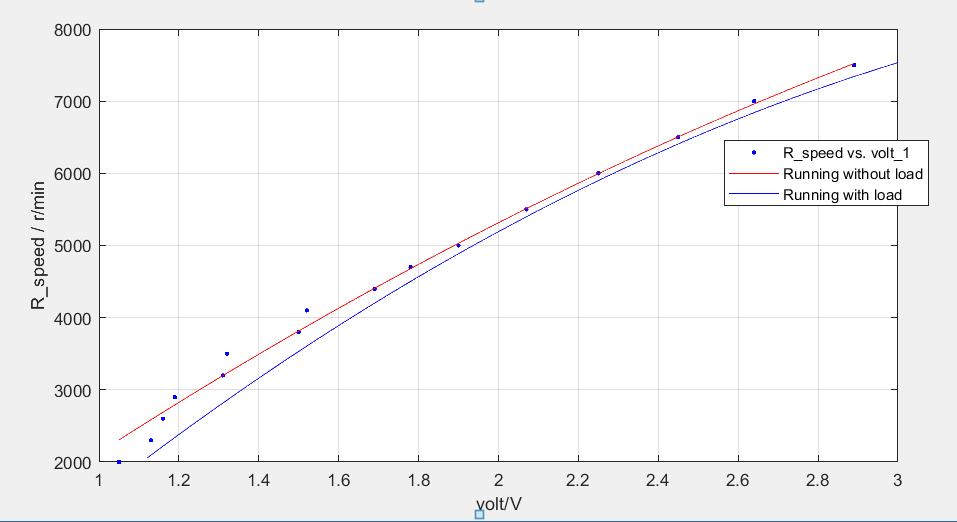 8000
7000
6000
5000
4000
3000
2000
R_speed / r/min
R_speed vs. volt_1
Running without load
Running with load
1 1.2 1.4 1.6 1.8 2 2.2 2.4 2.6 2.8 3
volt/V